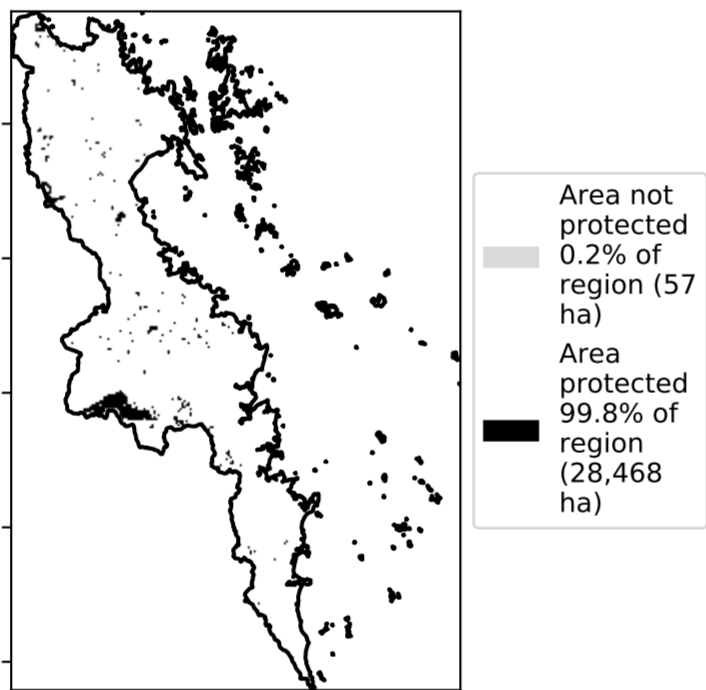 Area not
protected
0.2% of
region (57
ha)
Area
protected
99.8% of
region
(28,468
ha)